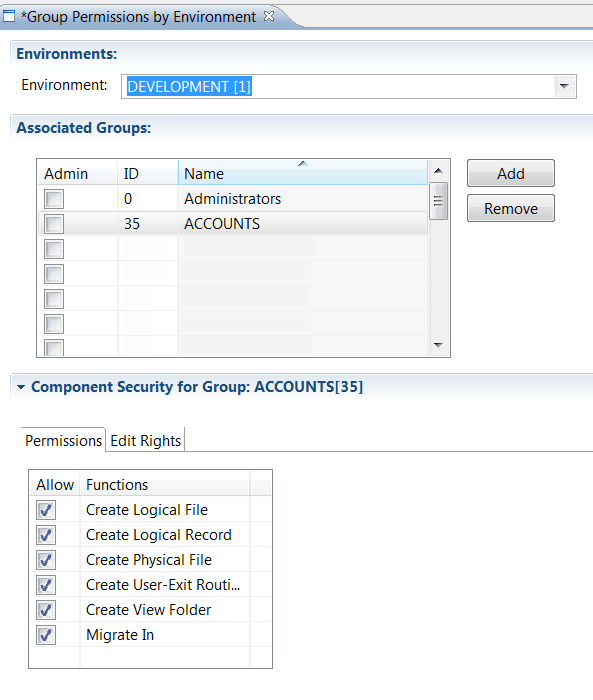 *Group Permissions by Environment
Environments:
Environment: DEVELOPMENT [1]
Associated Groups:
Admin ID Name
0 Administrators
35 ACCOUNTS
Add
Remove
Component Security for Group: ACCOUNTS[35]
Permissions Edit Rights
Allow Functions
Create Logical File
Create Logical Record
Create Physical File
Create User-Exit Routi...
Create View Folder
Migrate In